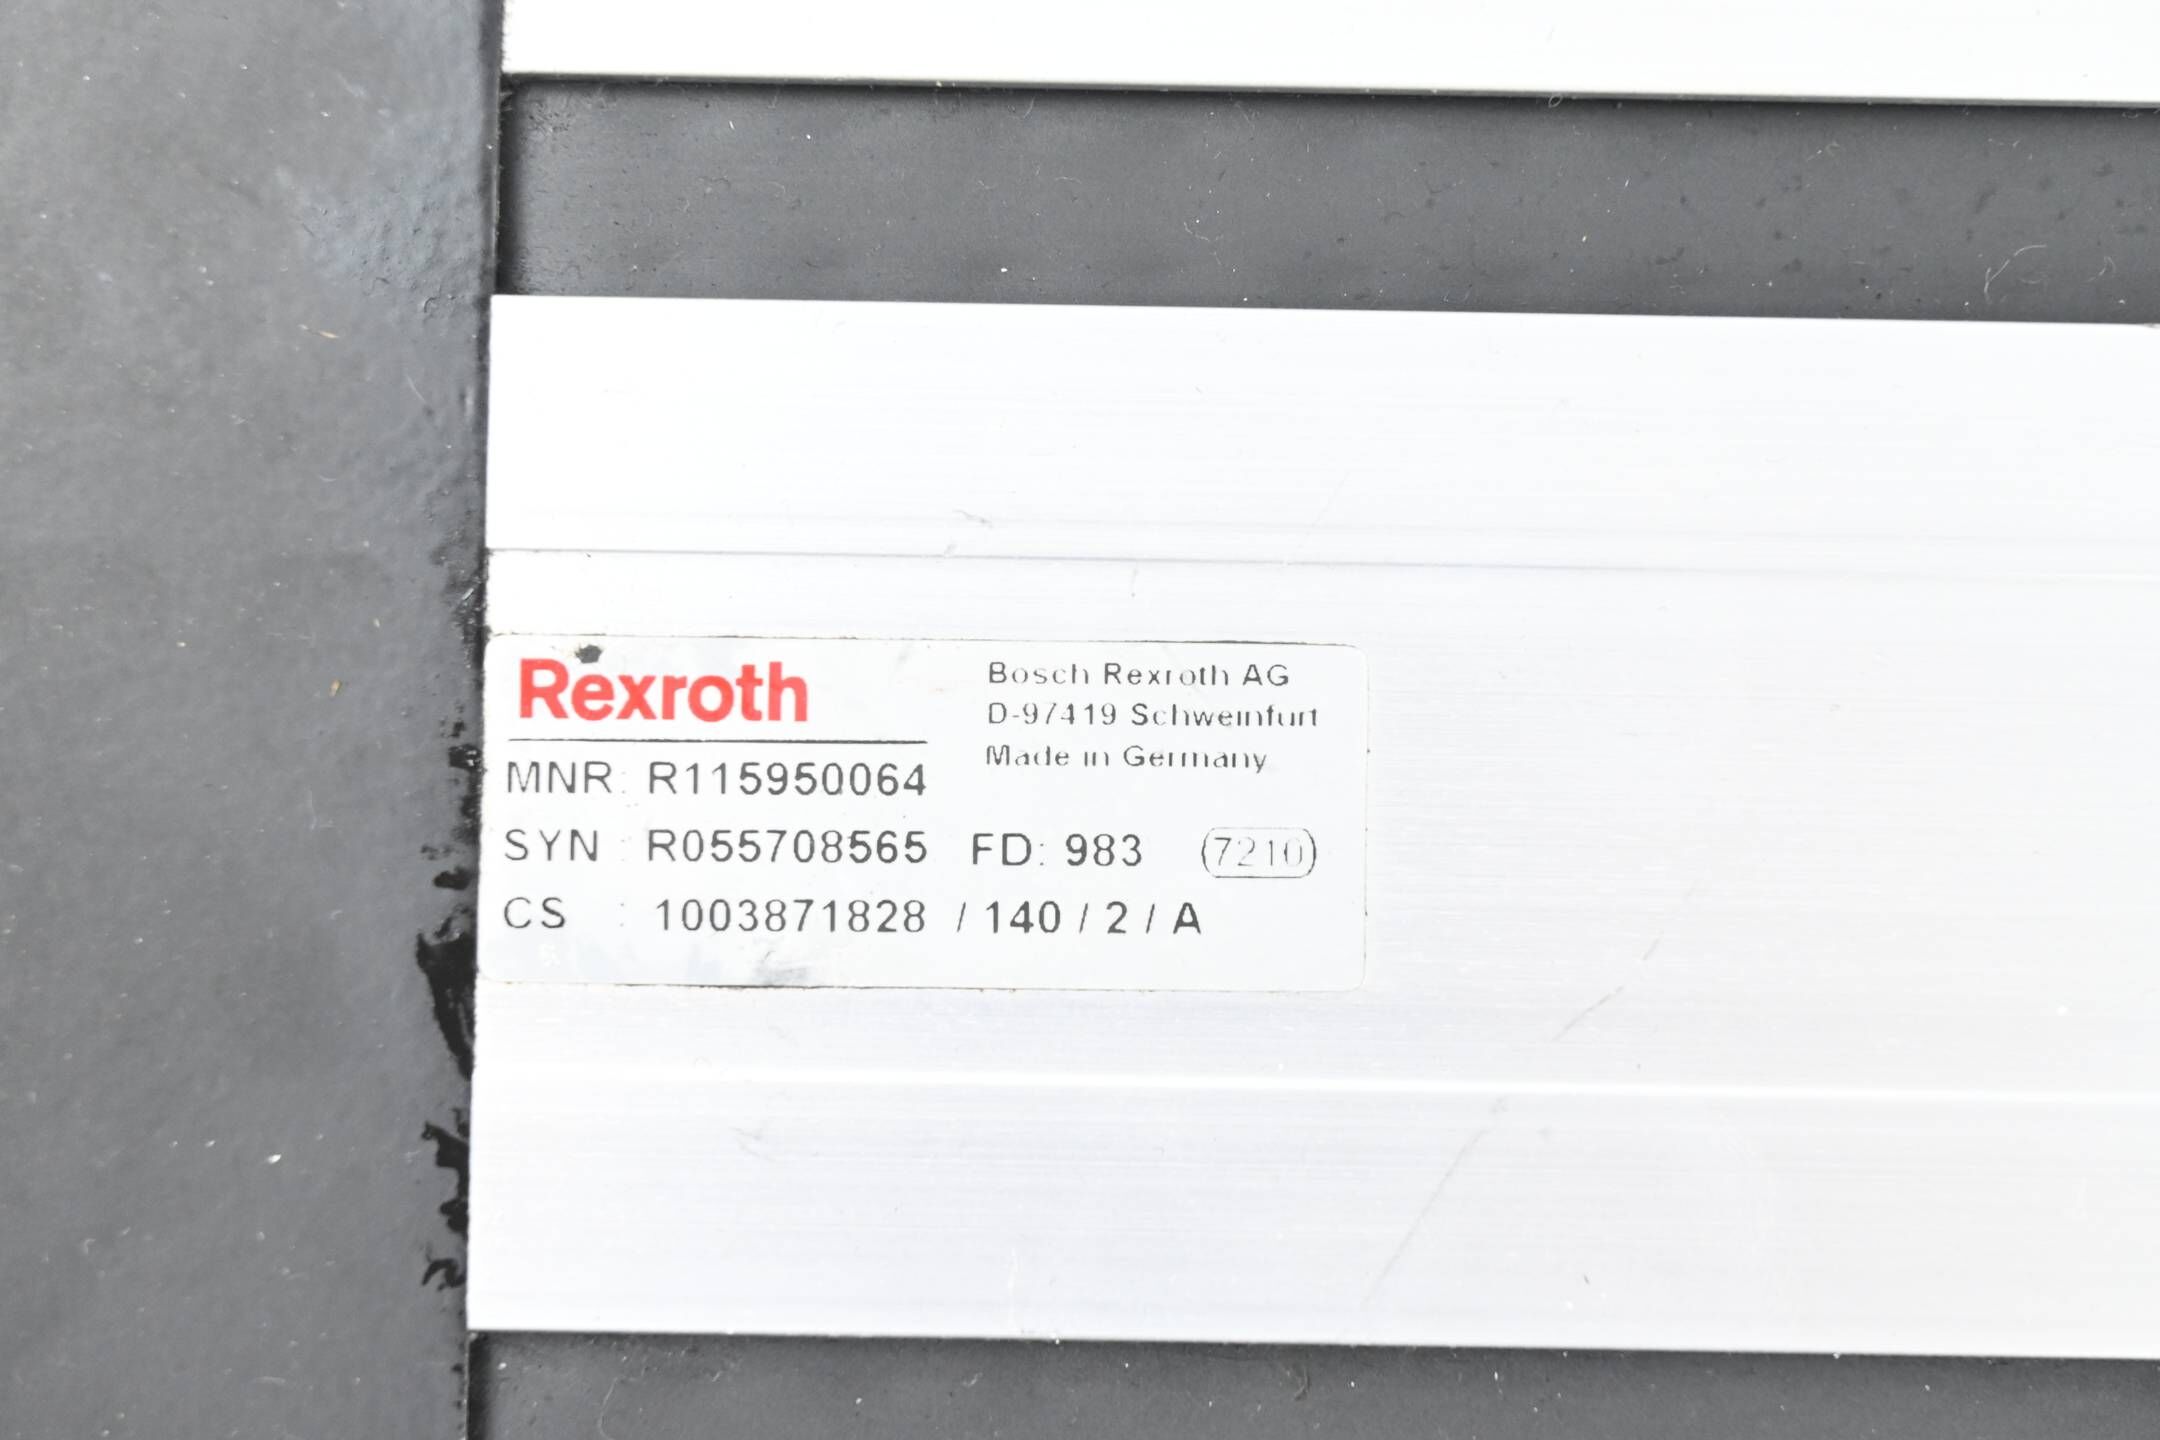 Rexroth
Bosch Rexroth AG
D-97419 Schweinfurt
Made in Germany
MNR: R115950064
SYN : R055708565 FD: 983 7210
CS : 1003871828 / 140 / 2 / A